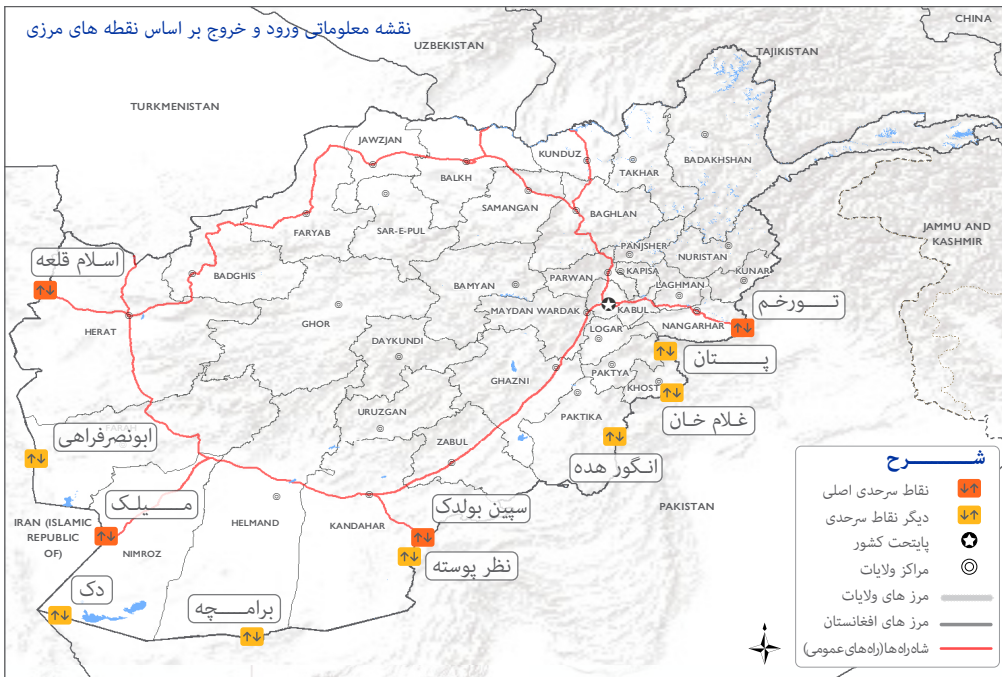 نقشه معلوماتی ورود و خروج بر اساس نقطه های مرزی
CHINA
UZBEKISTAN
TAJIKISTAN
TURKMENISTAN
JAWZJAN
KUNDUZ
BALKH
TAKHAR
BADAKHSHAN
SAMANGAN
BAGHLAN
FARYAB
SAR-E-PUL
JAMMU AND
KASHMIR
PANJSHER
NURISTAN
اسلام قلعه
BADGHIS
PARWAN
KAPISA
KUNAR
BAMYAN
LAGHMAN
تورخم
MAYDAN WARDAK
KABUL
HERAT
GHOR
LOGAR
NANGARHAR
DAYKUNDI
پتان
GHAZNI
PAKTYA
KHOST
URUZGAN
PAKTIKA
غلام خان
FARAH
ابونصرفراهی
ZABUL
انگور هده
شرح
میلک
سپین بولدک
نقاط سرحدی اصلی
IRAN (ISLAMIC
REPUBLIC
OF)
HELMAND
KANDAHAR
PAKISTAN
دیگر نقاط سرحدی
NIMROZ
پایتحت کشور
نظر پوسته
مراکز ولایات
دک
برامچه
مرز های ولایات
مرز های افغانستان
شاه‌راه‌ها(راه‌های‌عمومی)